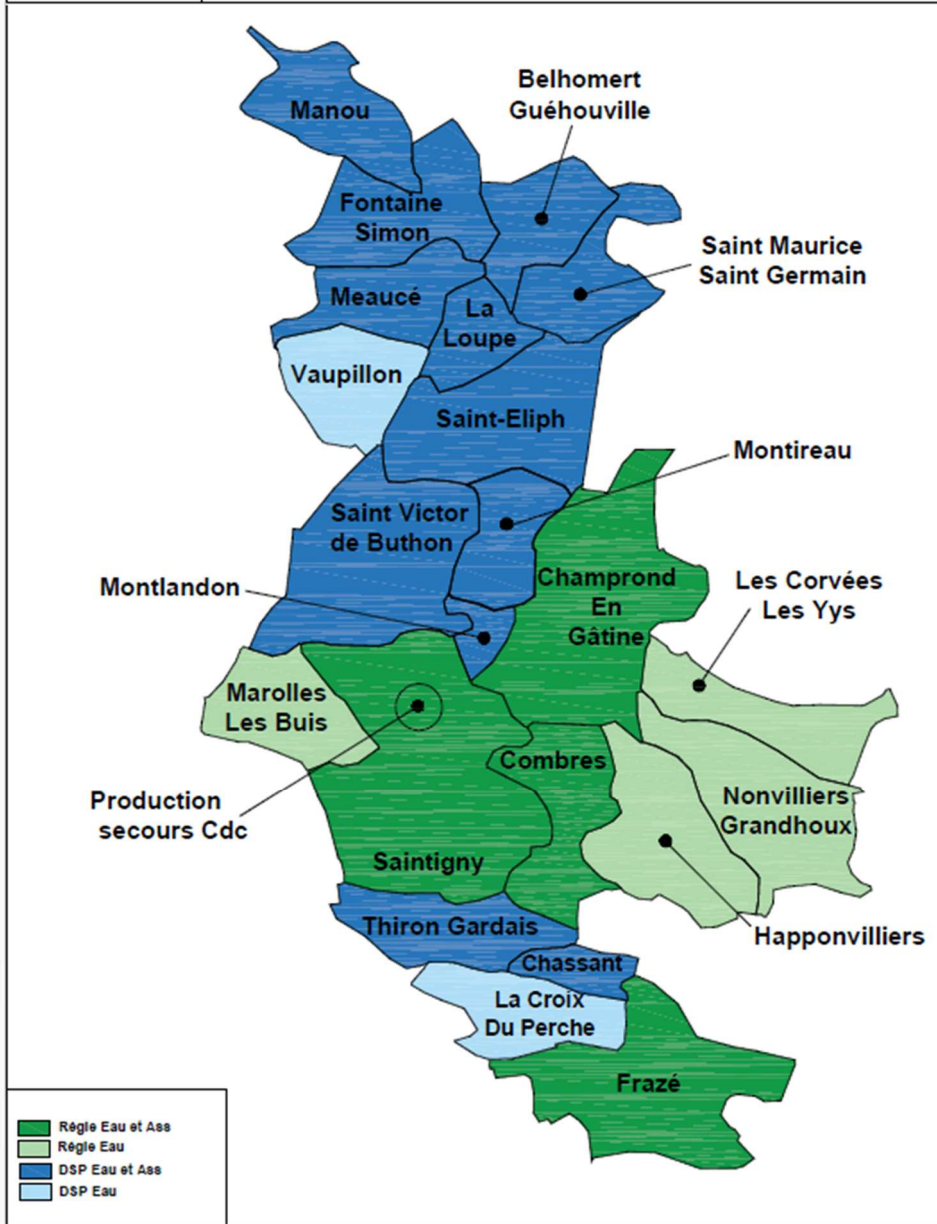 Manou
Belhomert
Guéhouville
Fontaine
Simon
Saint Maurice
Saint Germain
Meaucé
La
Loupe
Vaupillon
Saint-Eliph
Montireau
Saint Victor
de Buthon
Montlandon
Champrond
En
Gâtine
Les Corvées
Les Yys
Marolles
Les Buis
Combres
Production
secours Cdc
Nonvilliers
Grandhoux
Saintigny
Thiron Gardais
Happonvilliers
Chassant
La Croix
Du Perche
Frazé
Régle Eau et Ass
Régle Eau
DSP Eau et Ass
DSP Eau